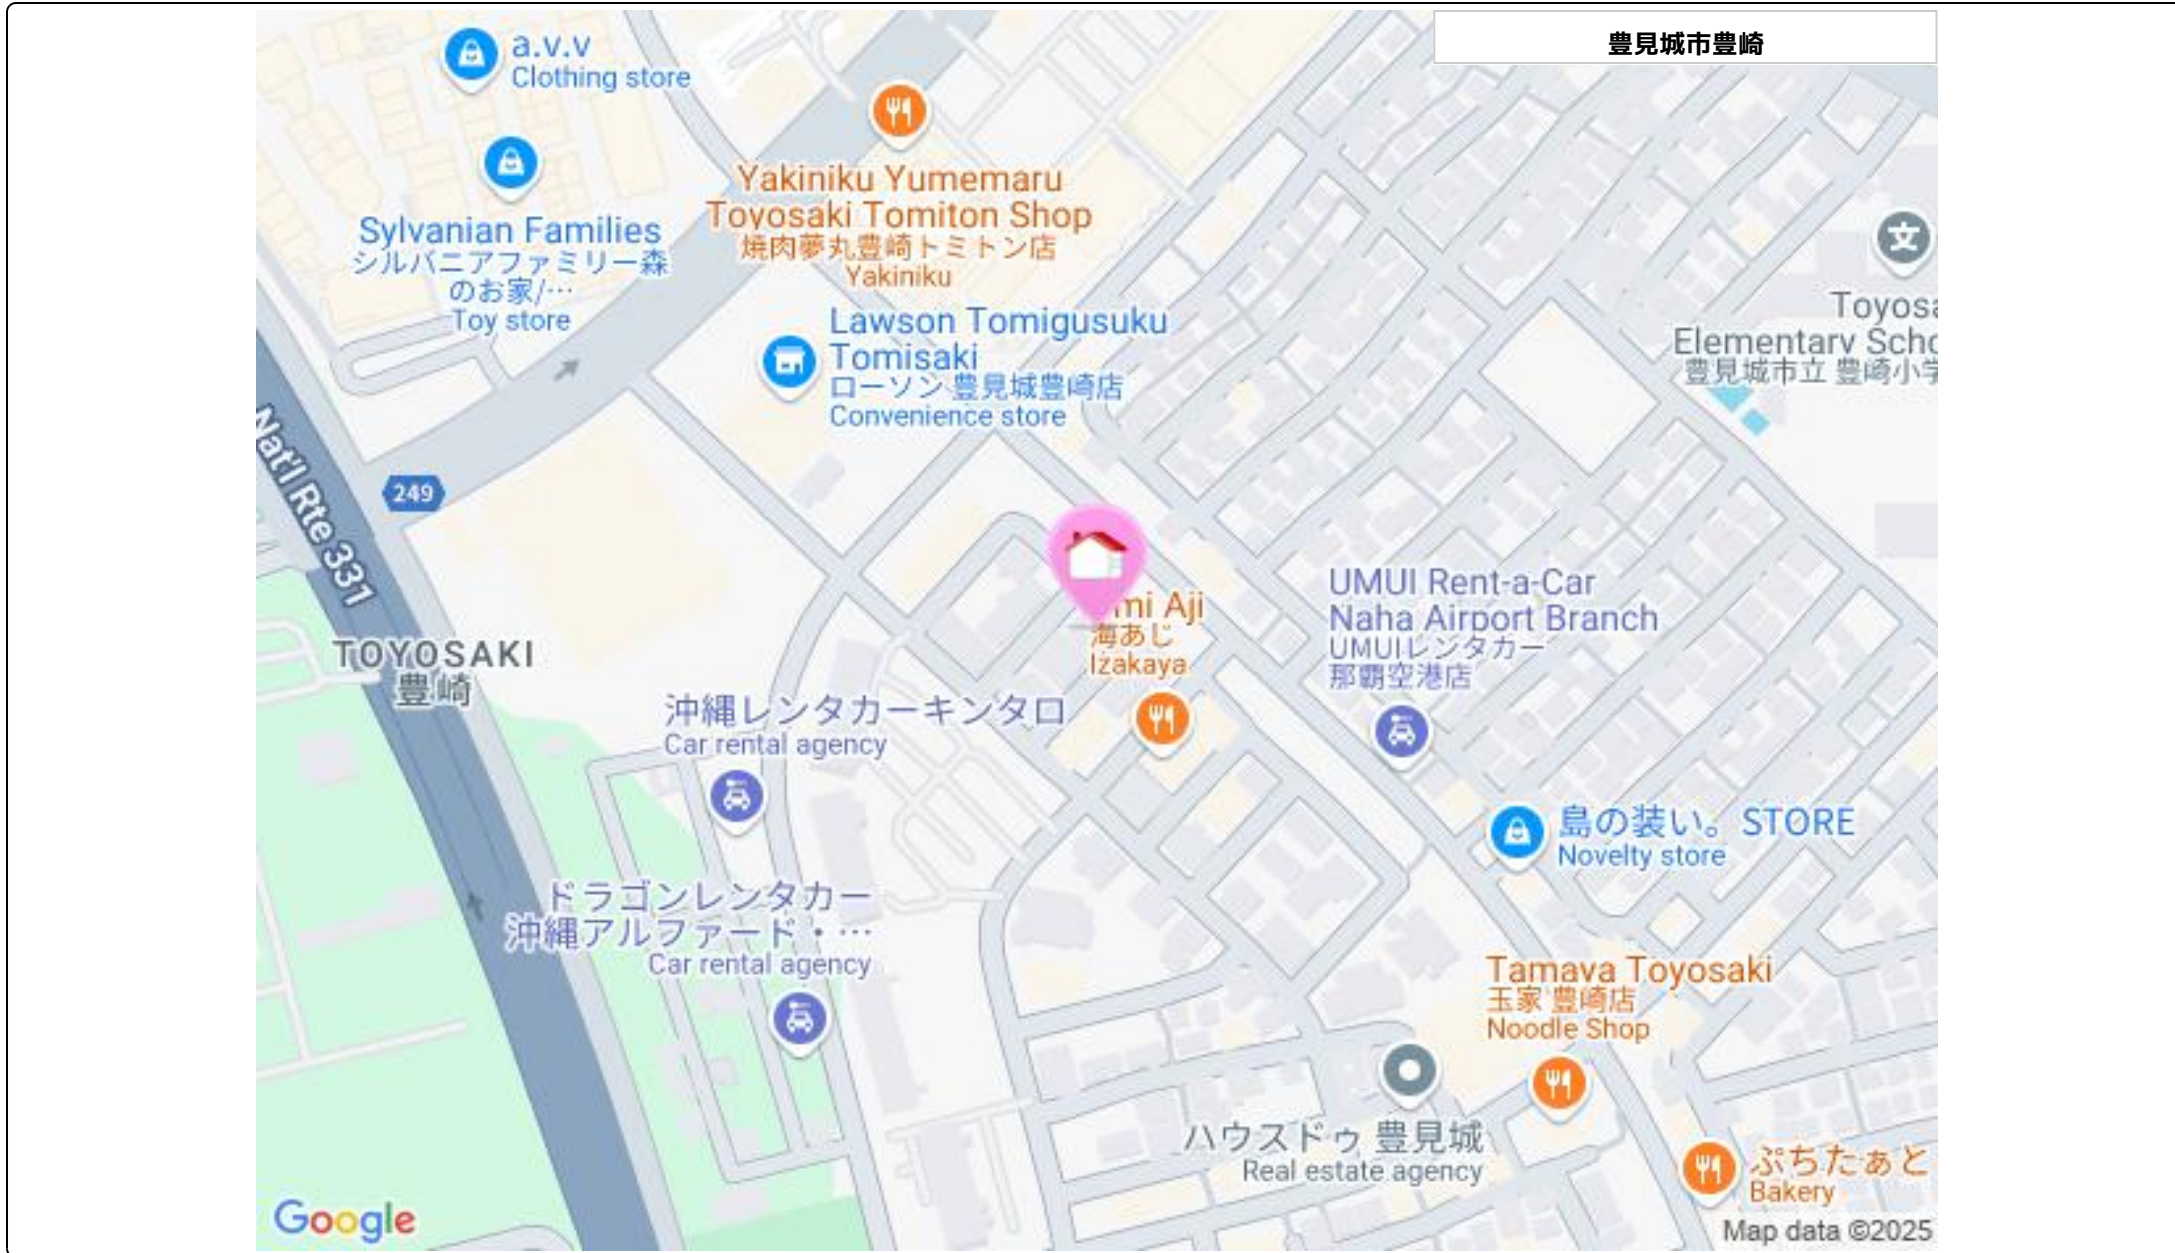 豊見城市豊崎
a.v.v
Clothing store
Sylvanian Families
シルバニアファミリー森
のお家/…
Toy store
Yakiniku Yumemaru
Toyosaki Tomiton Shop
焼肉夢丸豊崎トミトン店
Yakiniku
Lawson Tomigusuku
Tomisaki
ローソン 豊見城豊崎店
Convenience store
Toyosa
Elementary Scho
豊見城市立 豊崎小学
Nat'l Rte 331
249
TOYOSAKI
豊崎
mi Aji
海あじ
Izakaya
UMUI Rent-a-Car
Naha Airport Branch
UMUIレンタカー
那覇空港店
沖縄レンタカーキンタロ
Car rental agency
島の装い。STORE
Novelty store
ドラゴンレンタカー
沖縄アルファード・…
Car rental agency
Tamaya Toyosaki
玉家 豊崎店
Noodle Shop
ハウスドゥ 豊見城
Real estate agency
ぷちたぁと
Bakery
Google
Map data ©2025